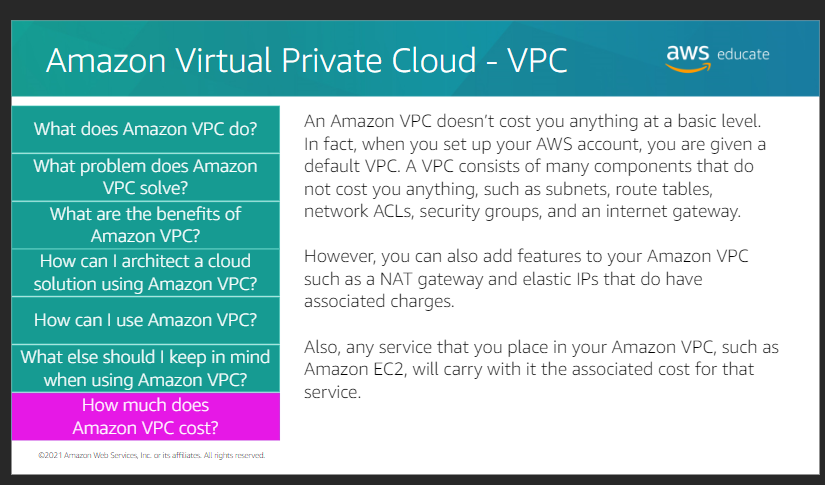 Amazon Virtual Private Cloud - VPC
aws educate
What does Amazon VPC do?
What problem does Amazon
VPC solve?
What are the benefits of
Amazon VPC?
How can I architect a cloud
solution using Amazon VPC?
How can I use Amazon VPC?
What else should I keep in mind
when using Amazon VPC?
How much does
Amazon VPC cost?
An Amazon VPC doesn’t cost you anything at a basic level.
In fact, when you set up your AWS account, you are given a
default VPC. A VPC consists of many components that do
not cost you anything, such as subnets, route tables,
network ACLs, security groups, and an internet gateway.
However, you can also add features to your Amazon VPC
such as a NAT gateway and elastic IPs that do have
associated charges.
Also, any service that you place in your Amazon VPC, such as
Amazon EC2, will carry with it the associated cost for that
service.
©2021 Amazon Web Services, Inc. or its affiliates. All rights reserved.